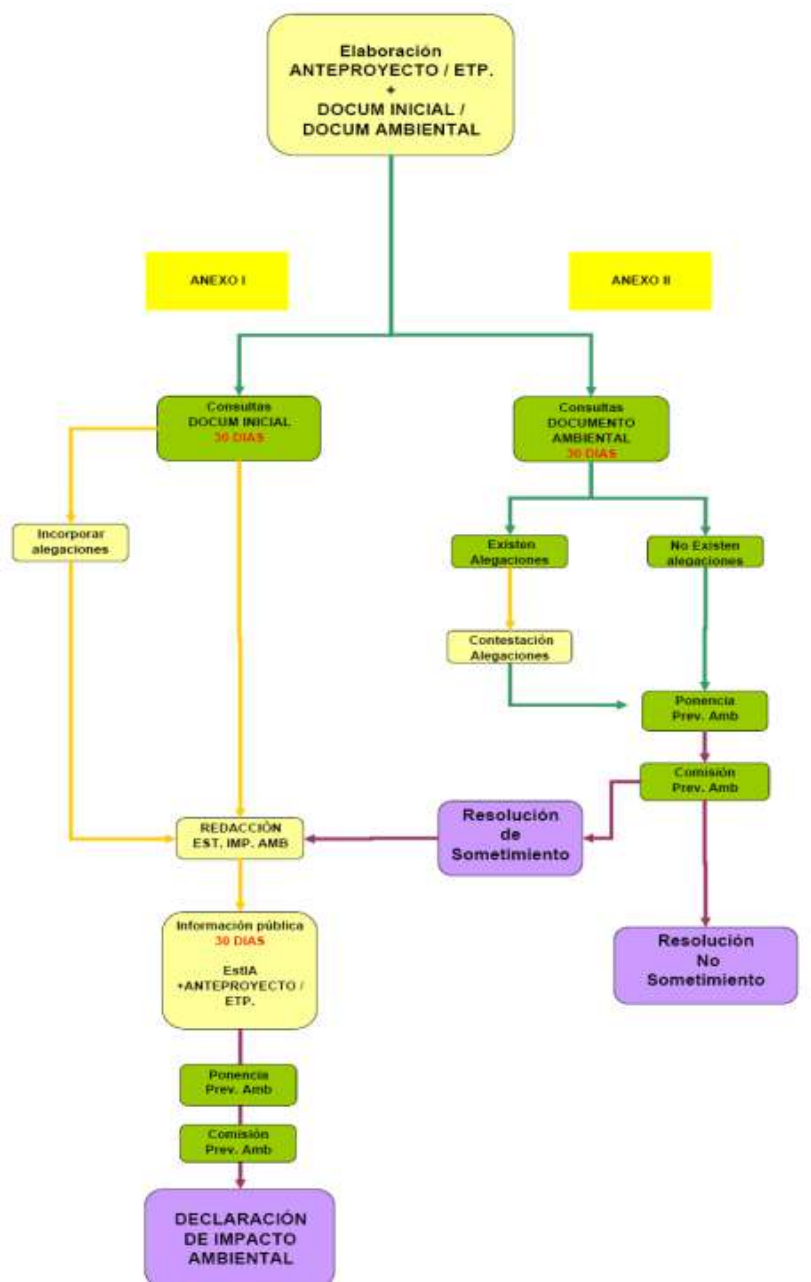 Elaboración
ANTEPROYECTO / ETP.
+
DOCUM INICIAL /
DOCUM AMBIENTAL
ANEXO I
ANEXO II
Consultas
DOCUM INICIAL
30 DIAS
Consultas
DOCUMENTO
AMBIENTAL
30 DIAS
Incorporar
alegaciones
Existen
Alegaciones
No Existen
alegaciones
Contestación
Alegaciones
Ponencia
Prev. Amb
Comisión
Prev. Amb
Resolución
de
Sometimiento
REDACCIÓN
EST. IMP. AMB
Información pública
30 DIAS
EstIA
+ANTEPROYECTO /
ETP.
Resolución
No
Sometimiento
Ponencia
Prev. Amb
Comisión
Prev. Amb
DECLARACIÓN
DE IMPACTO
AMBIENTAL